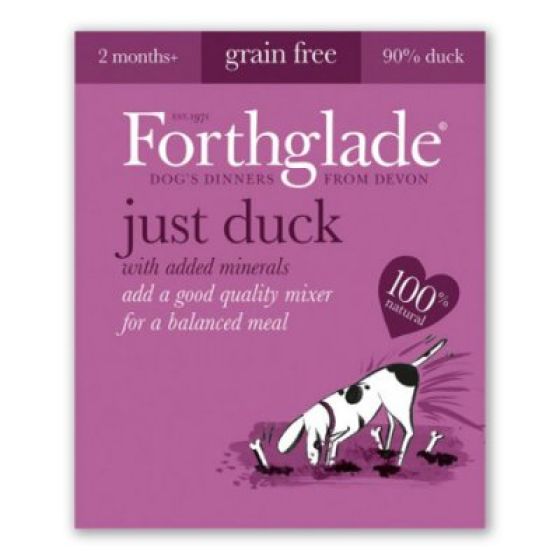 2 months+ grain free 90% duck
EST. 1971
Forthglade®
DOG'S DINNERS FROM DEVON
just duck
with added minerals
add a good quality mixer
for a balanced meal
100%
natural